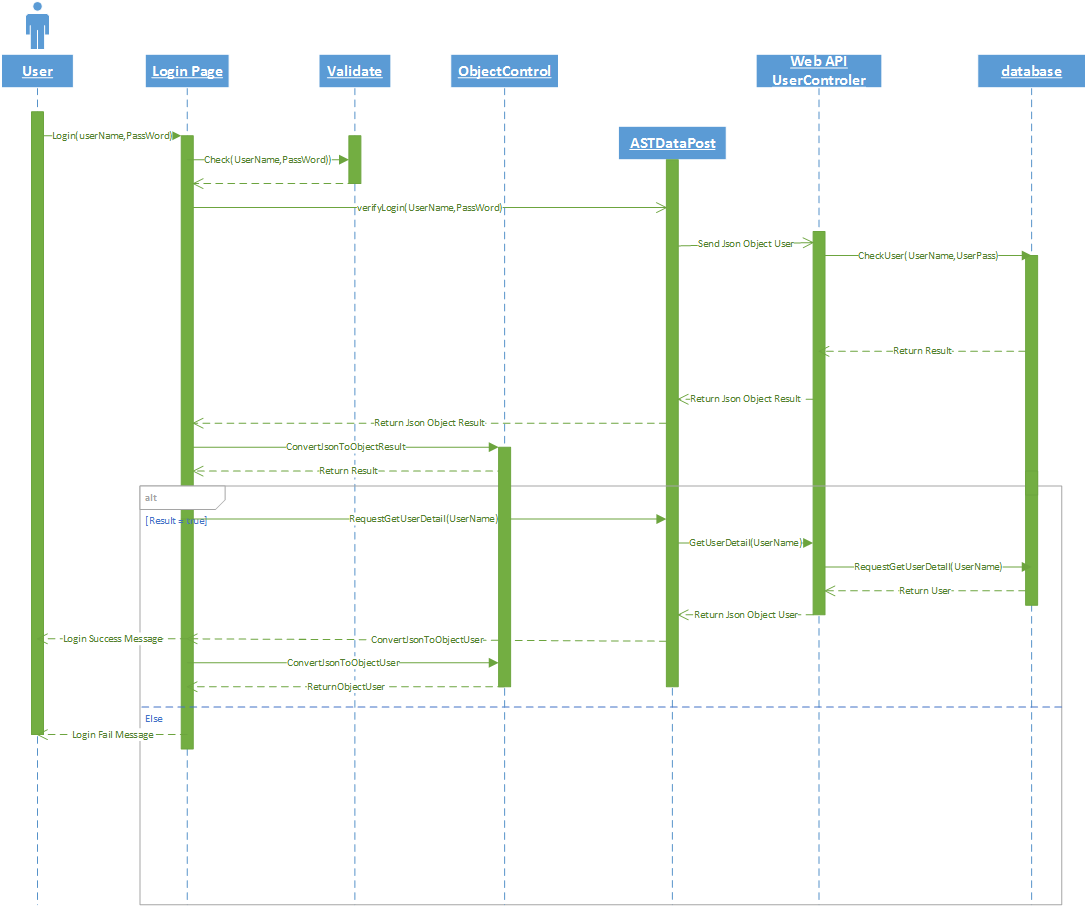 User
Login Page
Validate
ObjectControl
Web API
UserControler
database
ASTDataPost
Login(userName,PassWord)
Check(UserName,PassWord))
verifyLogin(UserName,PassWord)
Send Json Object User
CheckUser(UserName,UserPass)
Return Result
Return Json Object Result
Return Json Object Result
ConvertJsonToObjectResult
Return Result
alt
[Result = true]
RequestGetUserDetail(UserName)
GetUserDetail(UserName)
RequestGetUserDetail(UserName)
Return User
Return Json Object User
Login Success Message
ConvertJsonToObjectUser
ConvertJsonToObjectUser
ReturnObjectUser
Else
Login Fail Message